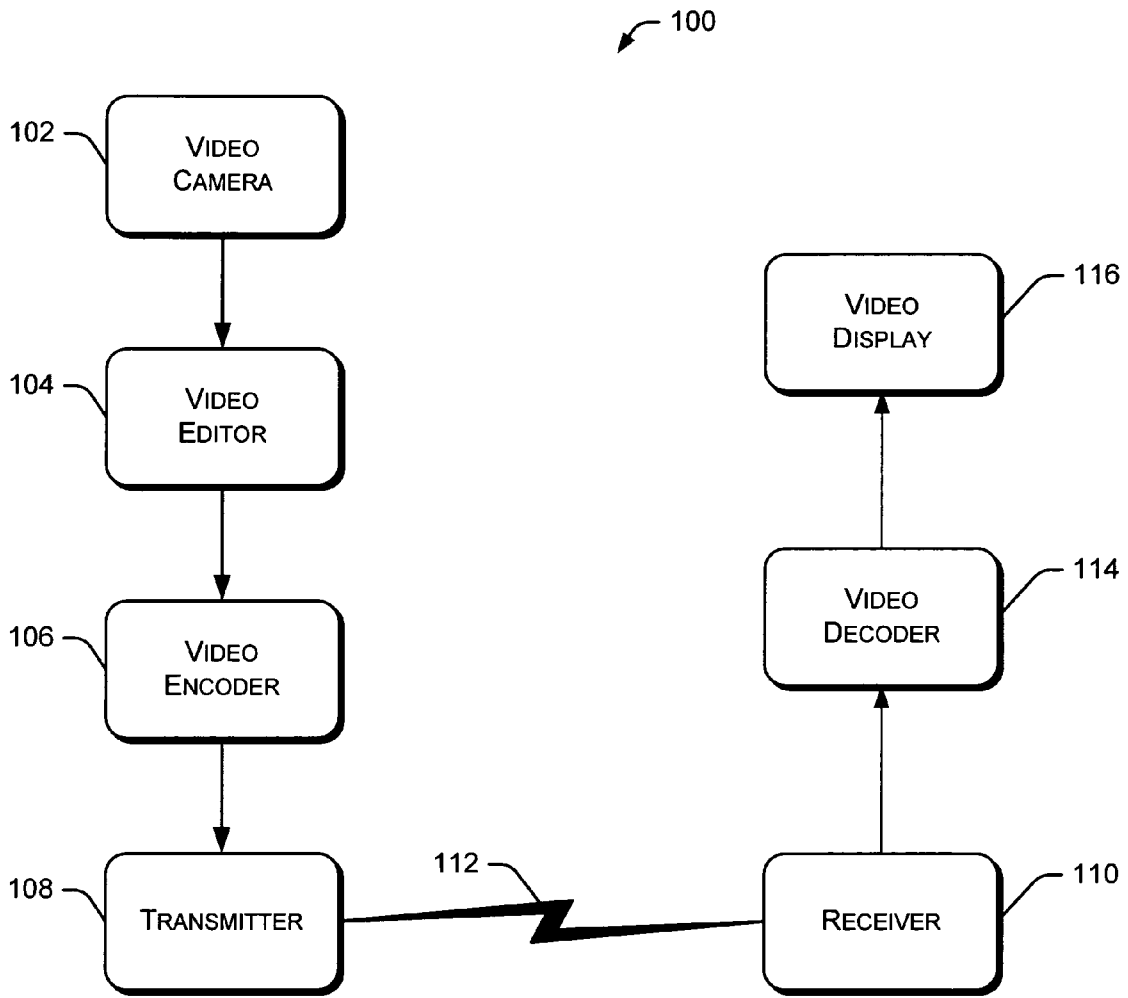 100
102
VIDEO
CAMERA
104
VIDEO
EDITOR
106
VIDEO
ENCODER
108
TRANSMITTER
112
116
VIDEO
DISPLAY
114
VIDEO
DECODER
110
RECEIVER